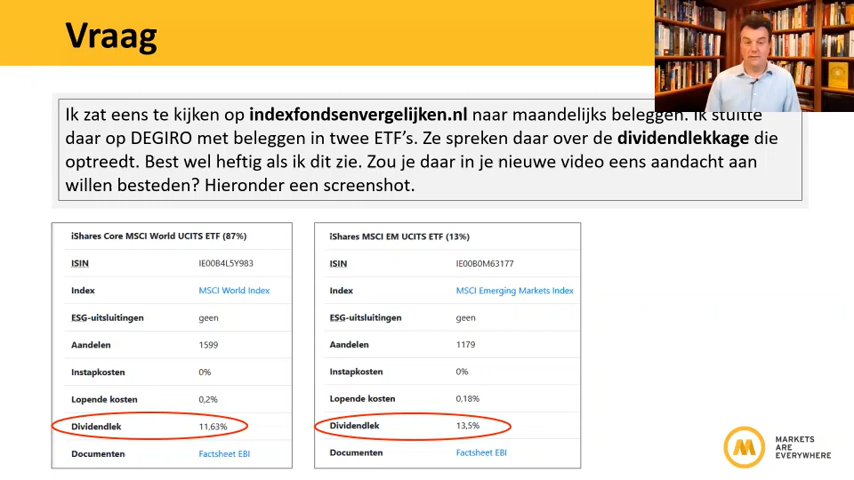 Vraag
Ik zat eens te kijken op indexfondsenvergelijken.nl naar maandelijks beleggen. Ik stuitte
daar op DEGIRO met beleggen in twee ETF's. Ze spreken daar over de dividendlekkage die
optreedt. Best wel heftig als ik dit zie. Zou je daar in je nieuwe video eens aandacht aan
willen besteden? Hieronder een screenshot.
iShares Core MSCI World UCITS ETF (87%)
ISIN IE00B4L5Y983
Index MSCI World Index
ESG-uitsluitingen geen
Aandelen 1599
Instapkosten 0%
Lopende kosten 0,2%
Dividendlek 11,63%
Documenten Factsheet EBI
iShares MSCI EM UCITS ETF (13%)
ISIN IE00B0M63177
Index MSCI Emerging Markets Index
ESG-uitsluitingen geen
Aandelen 1179
Instapkosten 0%
Lopende kosten 0,18%
Dividendlek 13,5%
Documenten Factsheet EBI
MARKETS
ARE
EVERYWHERE